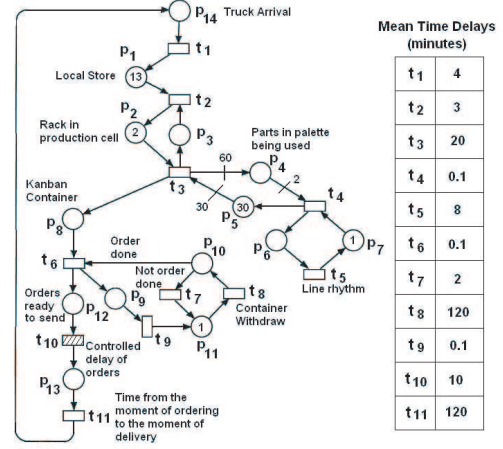 p14 Truck Arrival
t1
p1
Local Store
13
t2
p2
Rack in
production cell
2
p3
t3
60
30
Parts in palette
being used
p4
2
t4
30
p5
p6
1
p7
t5
Line rhythm
Kanban
Container
p8
Order
done
p10
t6
Not order
done
t7
t8
Container
Withdraw
Orders
ready
to send
p12
p9
t9
1
p11
t10
Controlled
delay of
orders
p13
t11
Time from the
moment of ordering
to the moment of
delivery
Mean Time Delays
(minutes)
t1 4
t2 3
t3 20
t4 0.1
t5 8
t6 0.1
t7 2
t8 120
t9 0.1
t10 10
t11 120